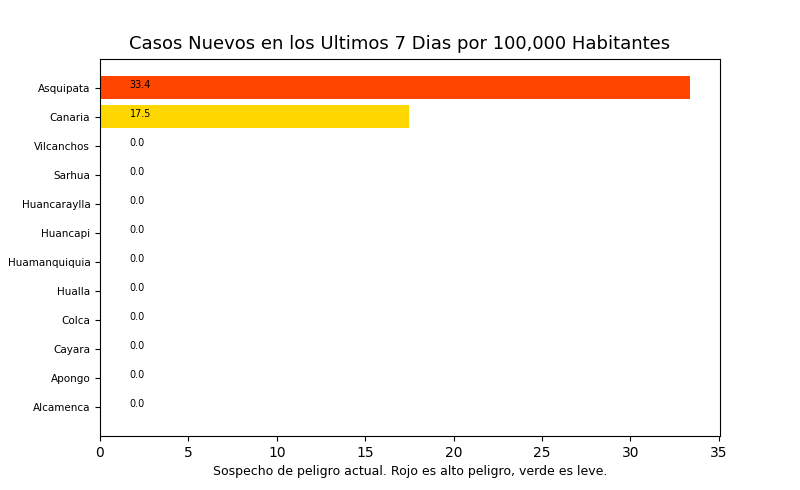 Casos Nuevos en los Ultimos 7 Dias por 100,000 Habitantes
Asquipata 33.4
Canaria 17.5
Vilcanchos 0.0
Sarhua 0.0
Huancaraylla 0.0
Huancapi 0.0
Huamanquiquia 0.0
Hualla 0.0
Colca 0.0
Cayara 0.0
Apongo 0.0
Alcamenca 0.0
0 5 10 15 20 25 30 35
Sospecho de peligro actual. Rojo es alto peligro, verde es leve.